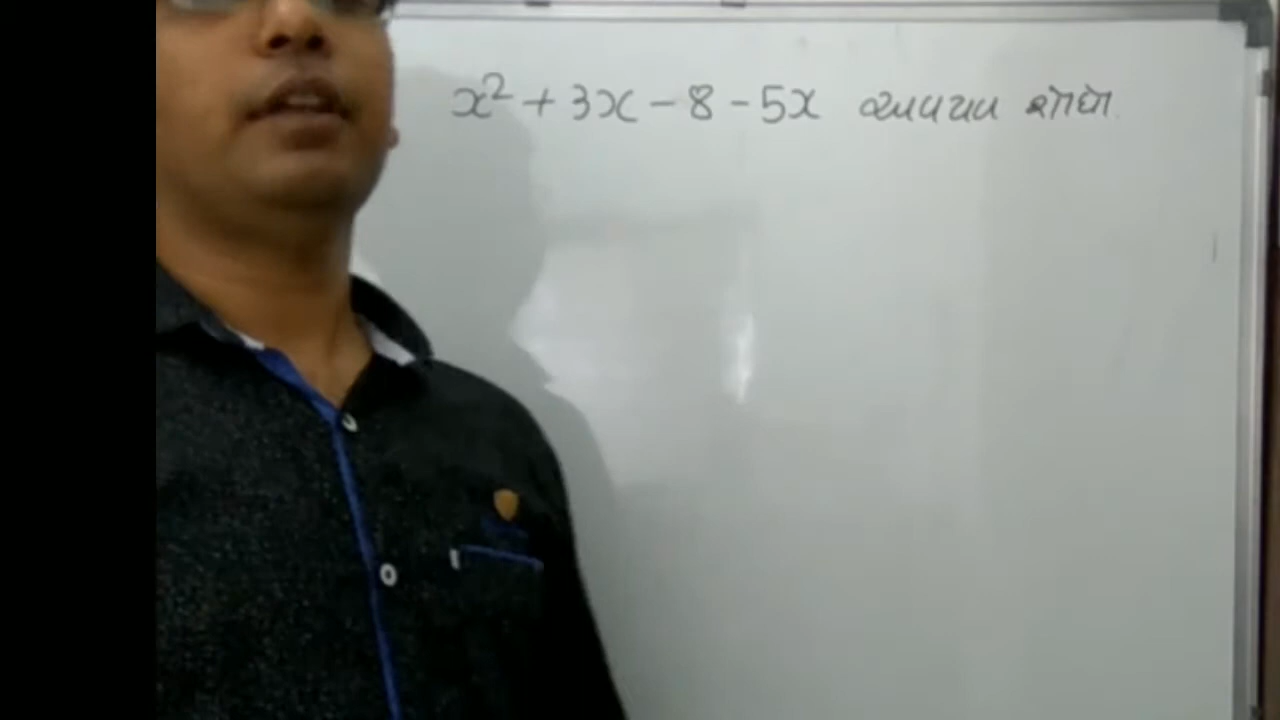 x² + 3x - 8 - 5x અવયવ શોધો.